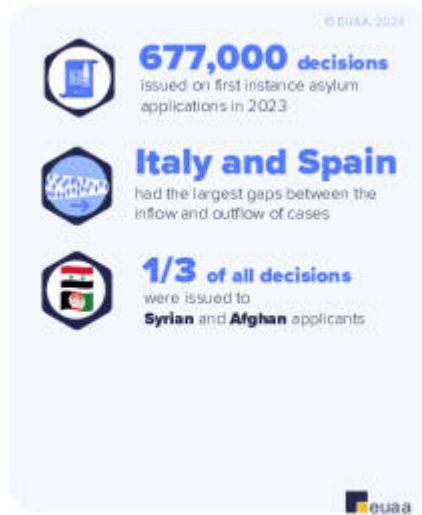 © EUAA, 2024
677,000 decisions
issued on first instance asylum
applications in 2023
Italy and Spain
had the largest gaps between the
inflow and outflow of cases
1/3 of all decisions
were issued to
Syrian and Afghan applicants
euaa